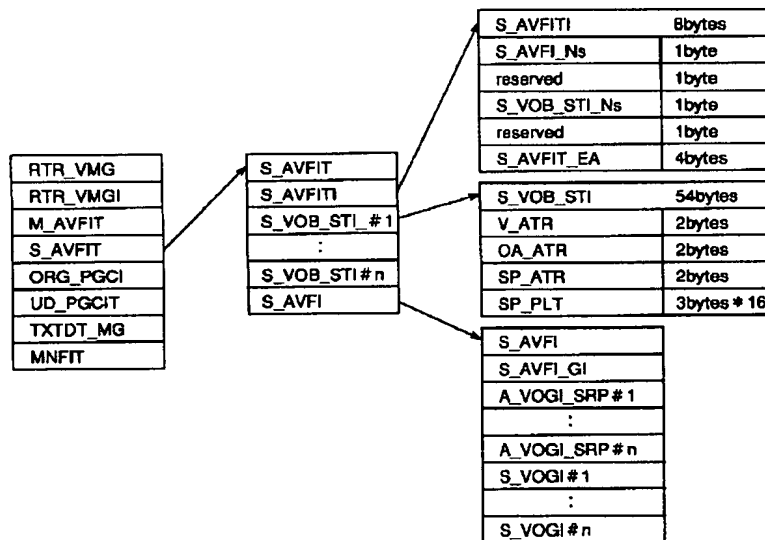 RTR_VMG
RTR_VMGI
M_AVFIT
S_AVFIT
ORG_PGCI
UD_PGCIT
TXTDT_MG
MNFIT
S_AVFIT
S_AVFITI
S_VOB_STI_#1
:
S_VOB_STI#n
S_AVFI
S_AVFITI 8bytes
S_AVFI_Ns 1byte
reserved 1byte
S_VOB_STI_Ns 1byte
reserved 1byte
S_AVFIT_EA 4bytes
S_VOB_STI 54bytes
V_ATR 2bytes
OA_ATR 2bytes
SP_ATR 2bytes
SP_PLT 3bytes*16
S_AVFI
S_AVFI_GI
A_VOGI_SRP#1
:
A_VOGI_SRP#n
S_VOGI#1
:
S_VOGI#n